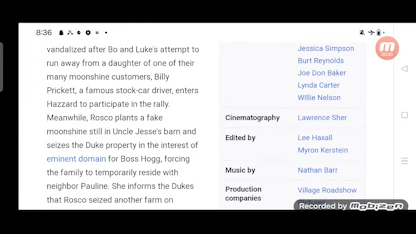 8:36
vandalized after Bo and Luke's attempt to
run away from a daughter of one of their
many moonshine customers, Billy
Prickett, a famous stock-car driver, enters
Hazzard to participate in the rally.
Meanwhile, Rosco plants a fake
moonshine still in Uncle Jesse's barn and
seizes the Duke property in the interest of
eminent domain for Boss Hogg, forcing
the family to temporarily reside with
neighbor Pauline. She informs the Dukes
that Rosco seized another farm on
Jessica Simpson
Burt Reynolds
Joe Don Baker
Lynda Carter
Willie Nelson
Cinematography Lawrence Sher
Edited by Lee Haxall
Myron Kerstein
Music by Nathan Barr
Production
companies
Village Roadshow
Recorded by Mobizen